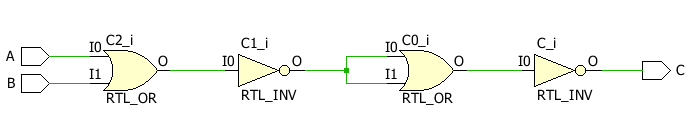 A
B
I0
I1
C2_i
O
RTL_OR
C1_i
I0
O
RTL_INV
C0_i
I0
I1
O
RTL_OR
C_i
I0
O
RTL_INV
C